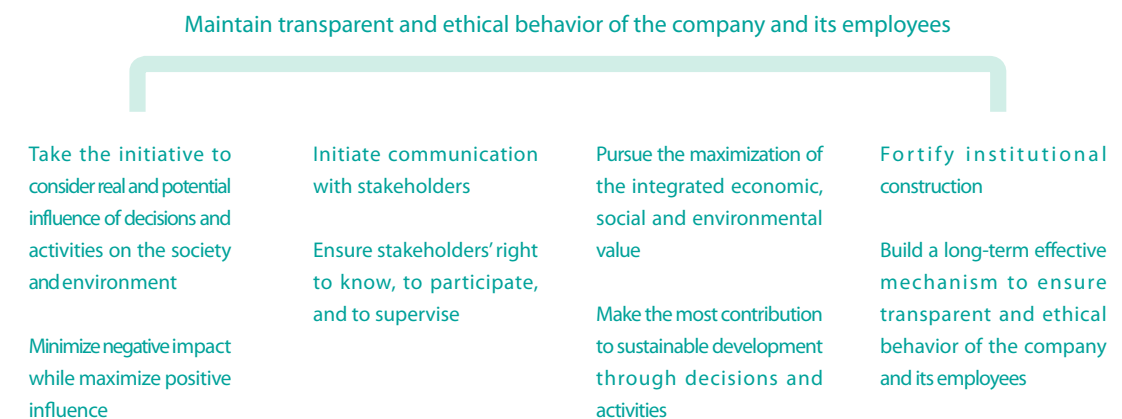 Maintain transparent and ethical behavior of the company and its employees
Take the initiative to
consider real and potential
influence of decisions and
activities on the society
and environment
Minimize negative impact
while maximize positive
influence
Initiate communication
with stakeholders
Ensure stakeholders' right
to know, to participate,
and to supervise
Pursue the maximization of
the integrated economic,
social and environmental
value
Make the most contribution
to sustainable development
through decisions and
activities
Fortify institutional
construction
Build a long-term effective
mechanism to ensure
transparent and ethical
behavior of the company
and its employees